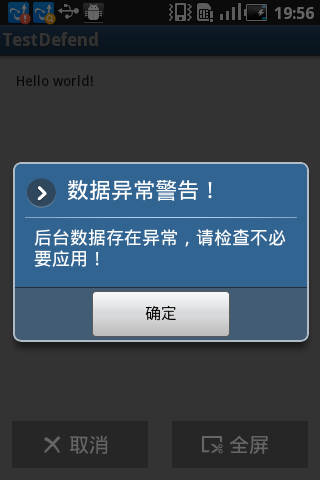 19:56
TestDefend
Hello world!
数据异常警告！
后台数据存在异常，请检查不必
要应用！
确定
取消
全屏